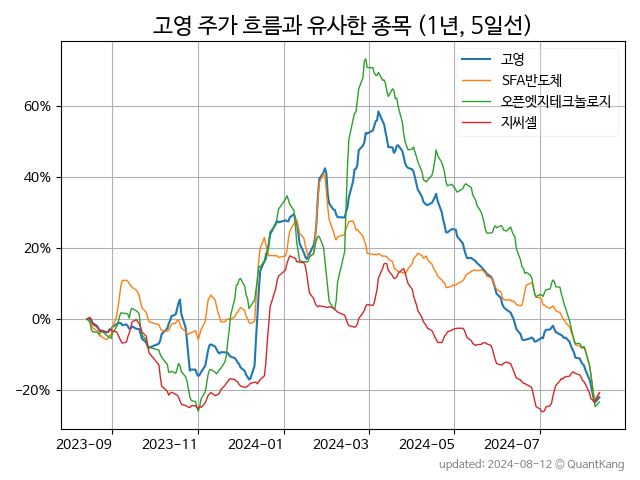 고영 주가 흐름과 유사한 종목 (1년, 5일선)
고영
SFA반도체
오픈엣지테크놀로지
지씨셀
60%
40%
20%
0%
−20%
2023-09 2023-11 2024-01 2024-03 2024-05 2024-07
updated: 2024-08-12 © QuantKang